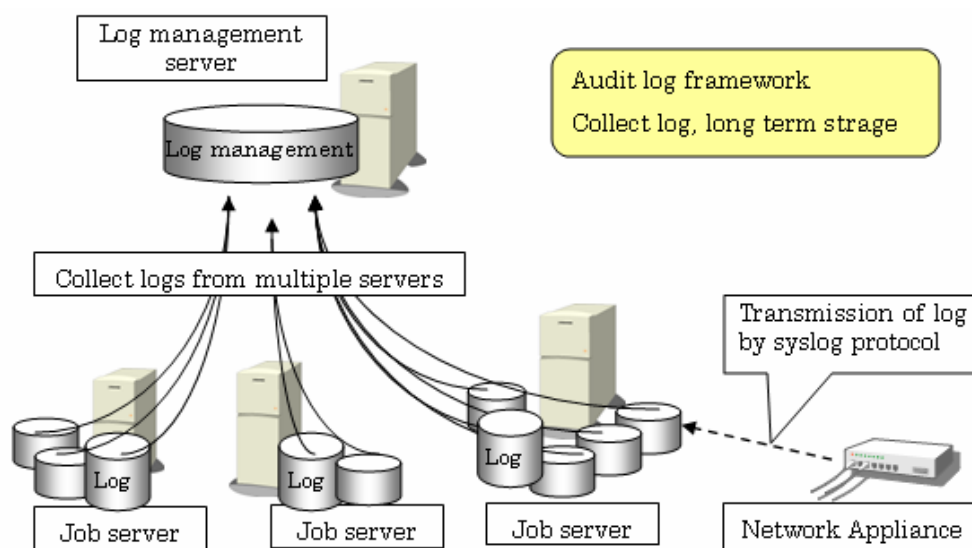 Log management
server
Audit log framework
Collect log, long term strage
Log management
Collect logs from multiple servers
Transmission of log
by syslog protocol
Log
Log
Log
Job server
Job server
Job server
Network Appliance